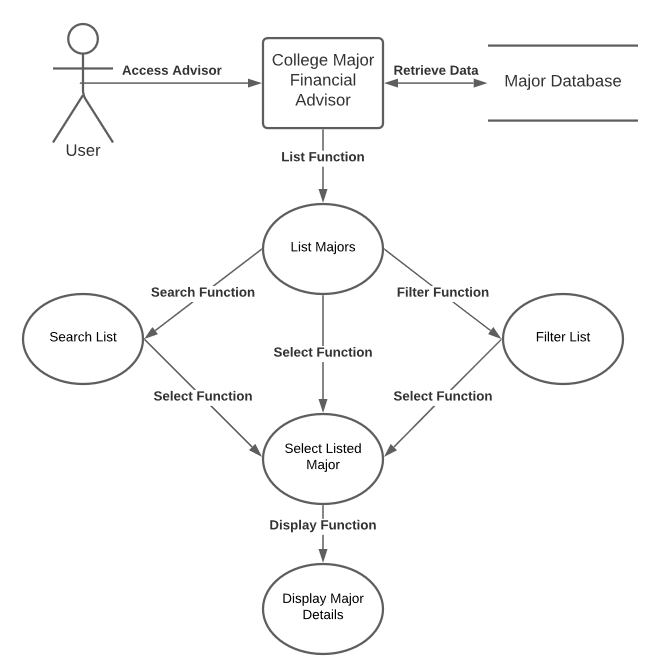 Access Advisor
College Major
Financial
Advisor
Retrieve Data
Major Database
User
List Function
List Majors
Search Function
Filter Function
Search List
Select Function
Filter List
Select Function
Select Function
Select Listed
Major
Display Function
Display Major
Details